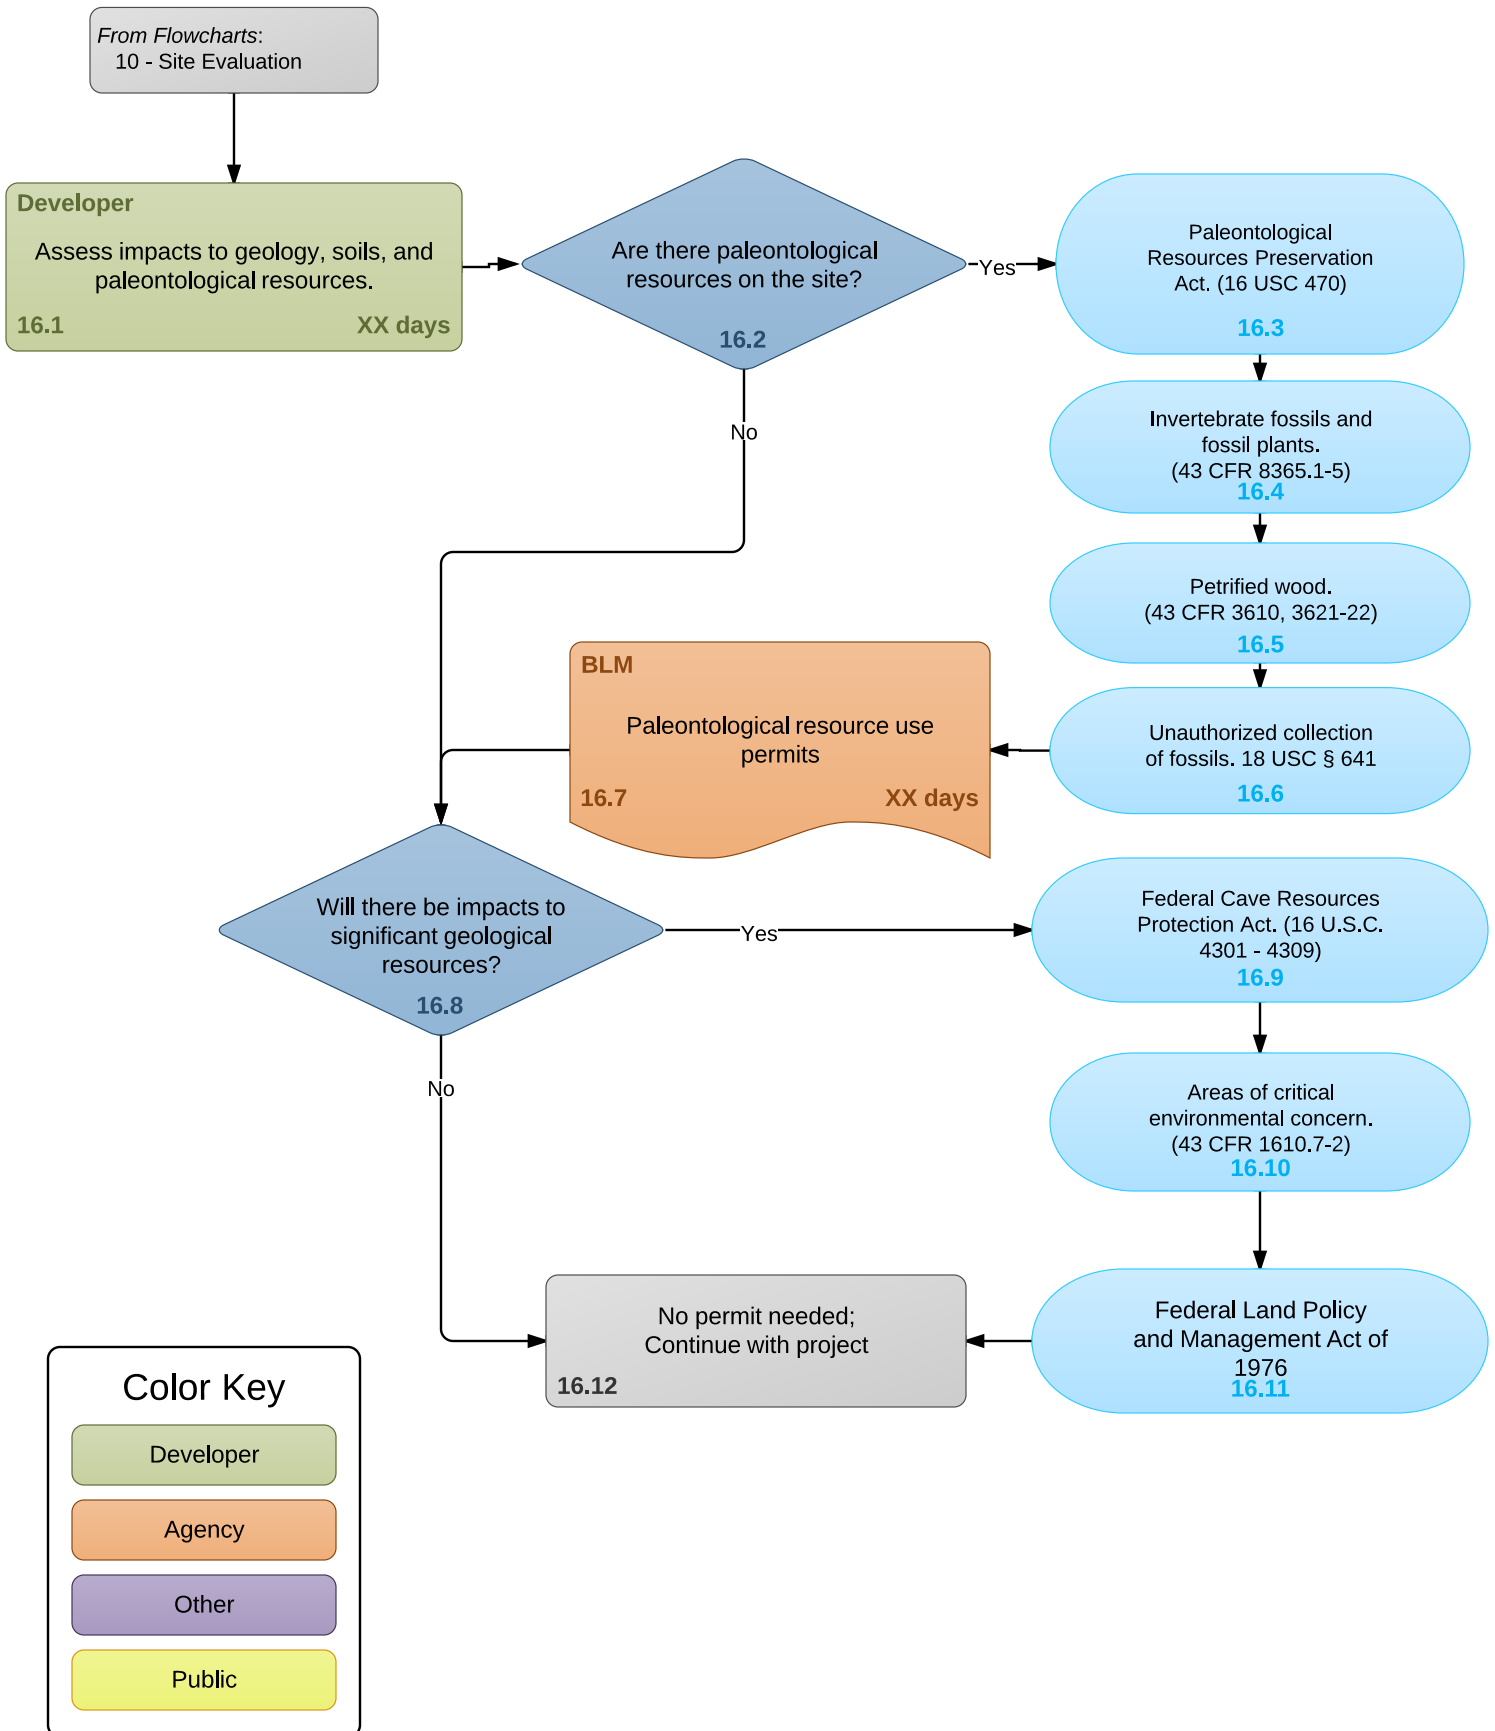 From Flowcharts:
10 - Site Evaluation
Developer
Assess impacts to geology, soils, and
paleontological resources.
16.1
XX days
Are there paleontological
resources on the site?
16.2
Yes
No
Paleontological
Resources Preservation
Act. (16 USC 470)
16.3
Invertebrate fossils and
fossil plants.
(43 CFR 8365.1-5)
16.4
Petrified wood.
(43 CFR 3610, 3621-22)
16.5
Unauthorized collection
of fossils. 18 USC § 641
16.6
BLM
Paleontological resource use
permits
16.7
XX days
Will there be impacts to
significant geological
resources?
16.8
Yes
No
Federal Cave Resources
Protection Act. (16 U.S.C.
4301 - 4309)
16.9
Areas of critical
environmental concern.
(43 CFR 1610.7-2)
16.10
Federal Land Policy
and Management Act of
1976
16.11
No permit needed;
Continue with project
16.12
Color Key
Developer
Agency
Other
Public